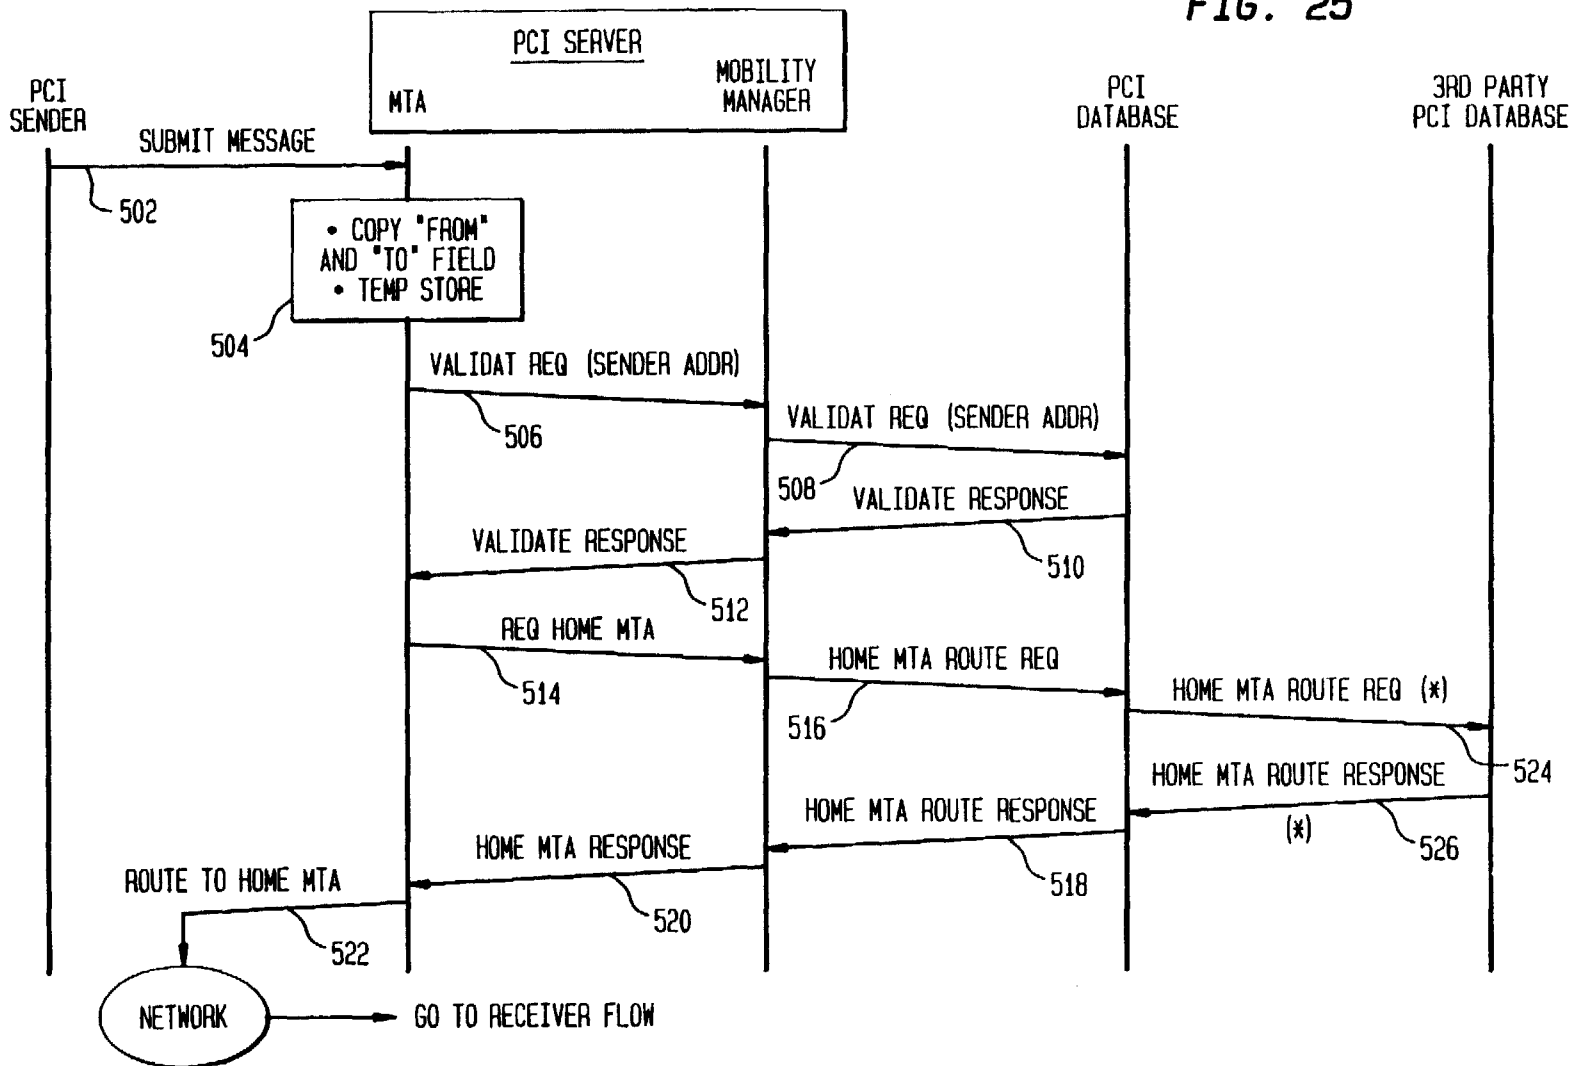 FIG. 25
PCI SERVER
MTA
MOBILITY
MANAGER
PCI
SENDER
PCI
DATABASE
3RD PARTY
PCI DATABASE
SUBMIT MESSAGE
502
• COPY "FROM"
AND "TO" FIELD
• TEMP STORE
504
VALIDAT REQ (SENDER ADDR)
506
VALIDAT REQ (SENDER ADDR)
508
VALIDATE RESPONSE
510
VALIDATE RESPONSE
512
REQ HOME MTA
514
HOME MTA ROUTE REQ
516
HOME MTA ROUTE REQ (*)
524
HOME MTA ROUTE RESPONSE
(*)
526
HOME MTA ROUTE RESPONSE
518
HOME MTA RESPONSE
520
ROUTE TO HOME MTA
522
NETWORK
GO TO RECEIVER FLOW